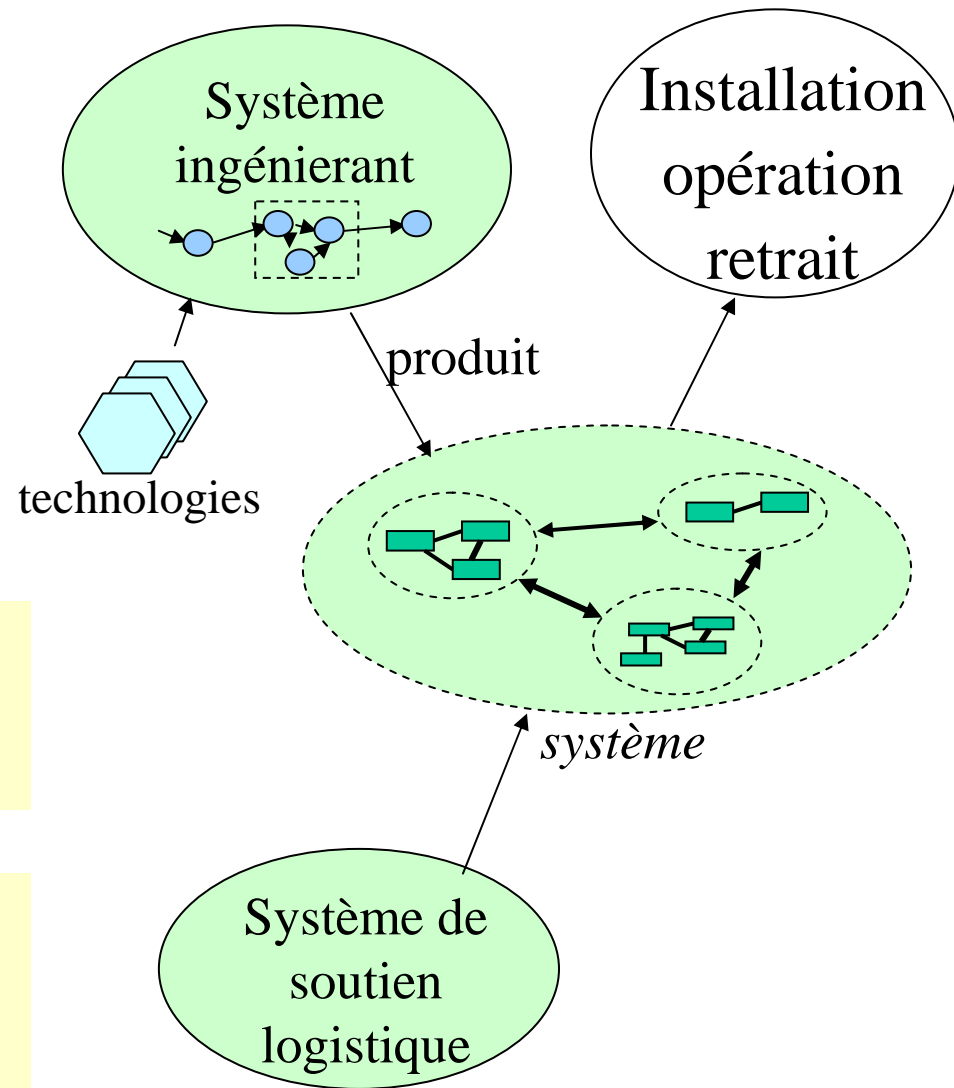 Système
ingénierant
Installation
opération
retrait
produit
technologies
système
Système de
soutien
logistique